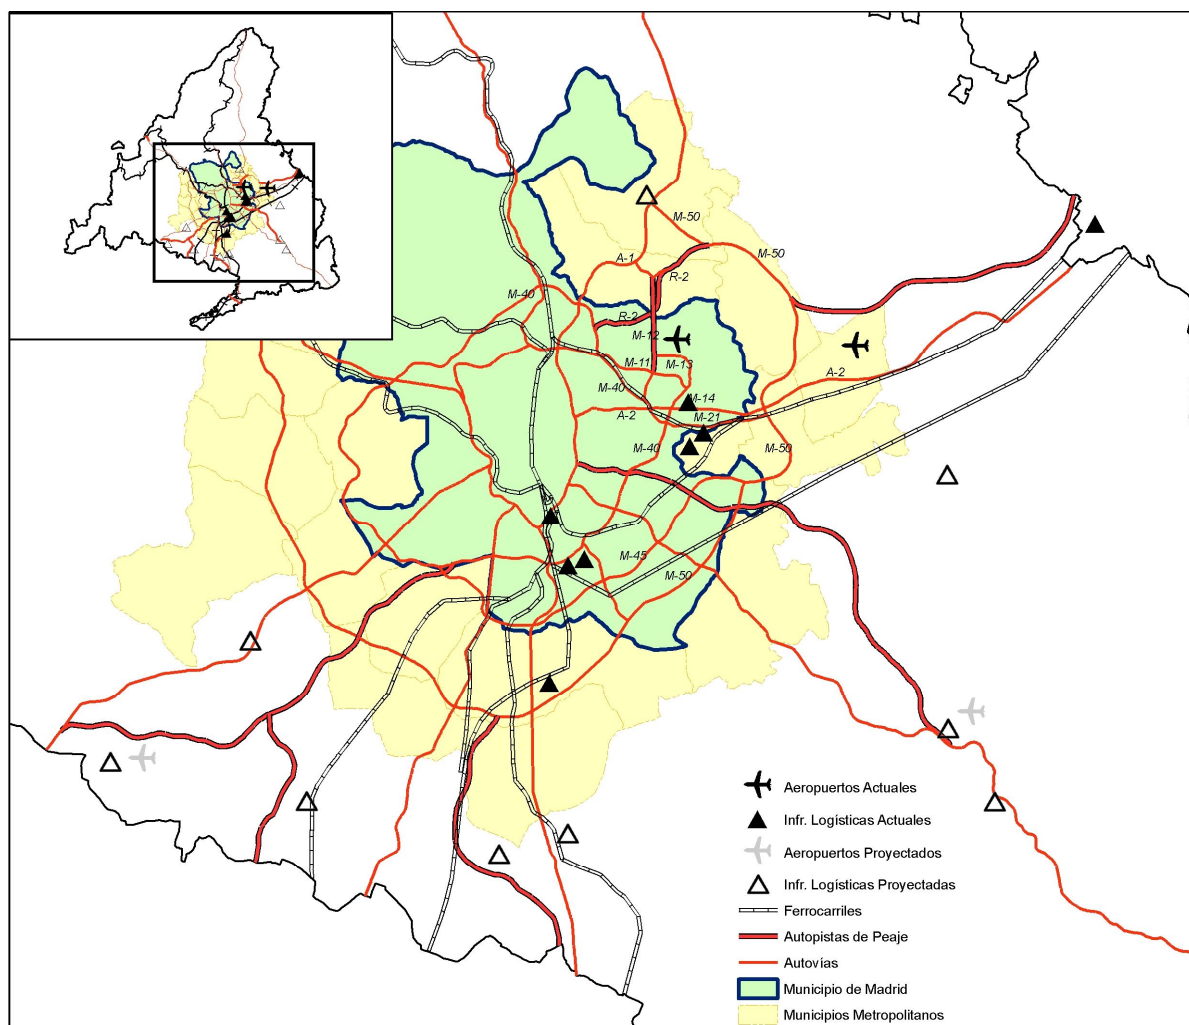 M-50
A-1
M-50
R-2
M-40
R-2
M-12
M-11
M-13
A-2
M-40
M-14
A-2
M-21
M-40
M-50
M-45
M-50
Aeropuertos Actuales
Infr. Logísticas Actuales
Aeropuertos Proyectados
Infr. Logísticas Proyectadas
Ferrocarriles
Autopistas de Peaje
Autovías
Municipio de Madrid
Municipios Metropolitanos